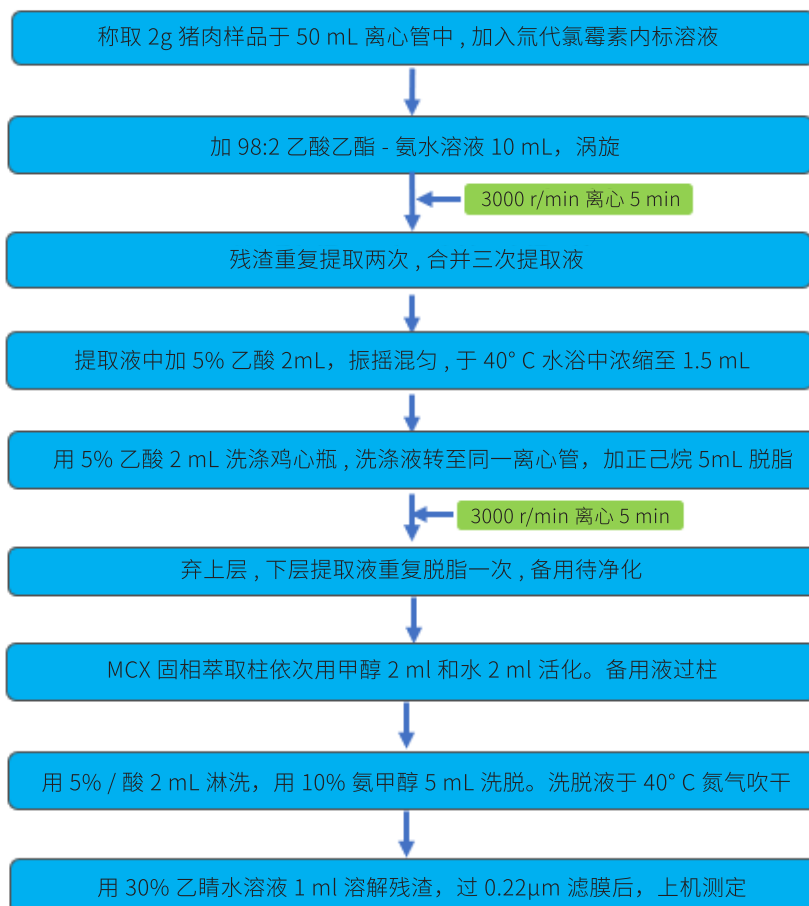 称取 2g 猪肉样品于 50 mL 离心管中 , 加入氘代氯霉素内标溶液
加 98:2 乙酸乙酯 - 氨水溶液 10 mL，涡旋
3000 r/min 离心 5 min
残渣重复提取两次 , 合并三次提取液
提取液中加 5% 乙酸 2mL，振摇混匀 , 于 40° C 水浴中浓缩至 1.5 mL
用 5% 乙酸 2 mL 洗涤鸡心瓶 , 洗涤液转至同一离心管，加正己烷 5mL 脱脂
3000 r/min 离心 5 min
弃上层 , 下层提取液重复脱脂一次 , 备用待净化
MCX 固相萃取柱依次用甲醇 2 ml 和水 2 ml 活化。备用液过柱
用 5% / 酸 2 mL 淋洗，用 10% 氨甲醇 5 mL 洗脱。洗脱液于 40° C 氮气吹干
用 30% 乙睛水溶液 1 ml 溶解残渣，过 0.22μm 滤膜后，上机测定